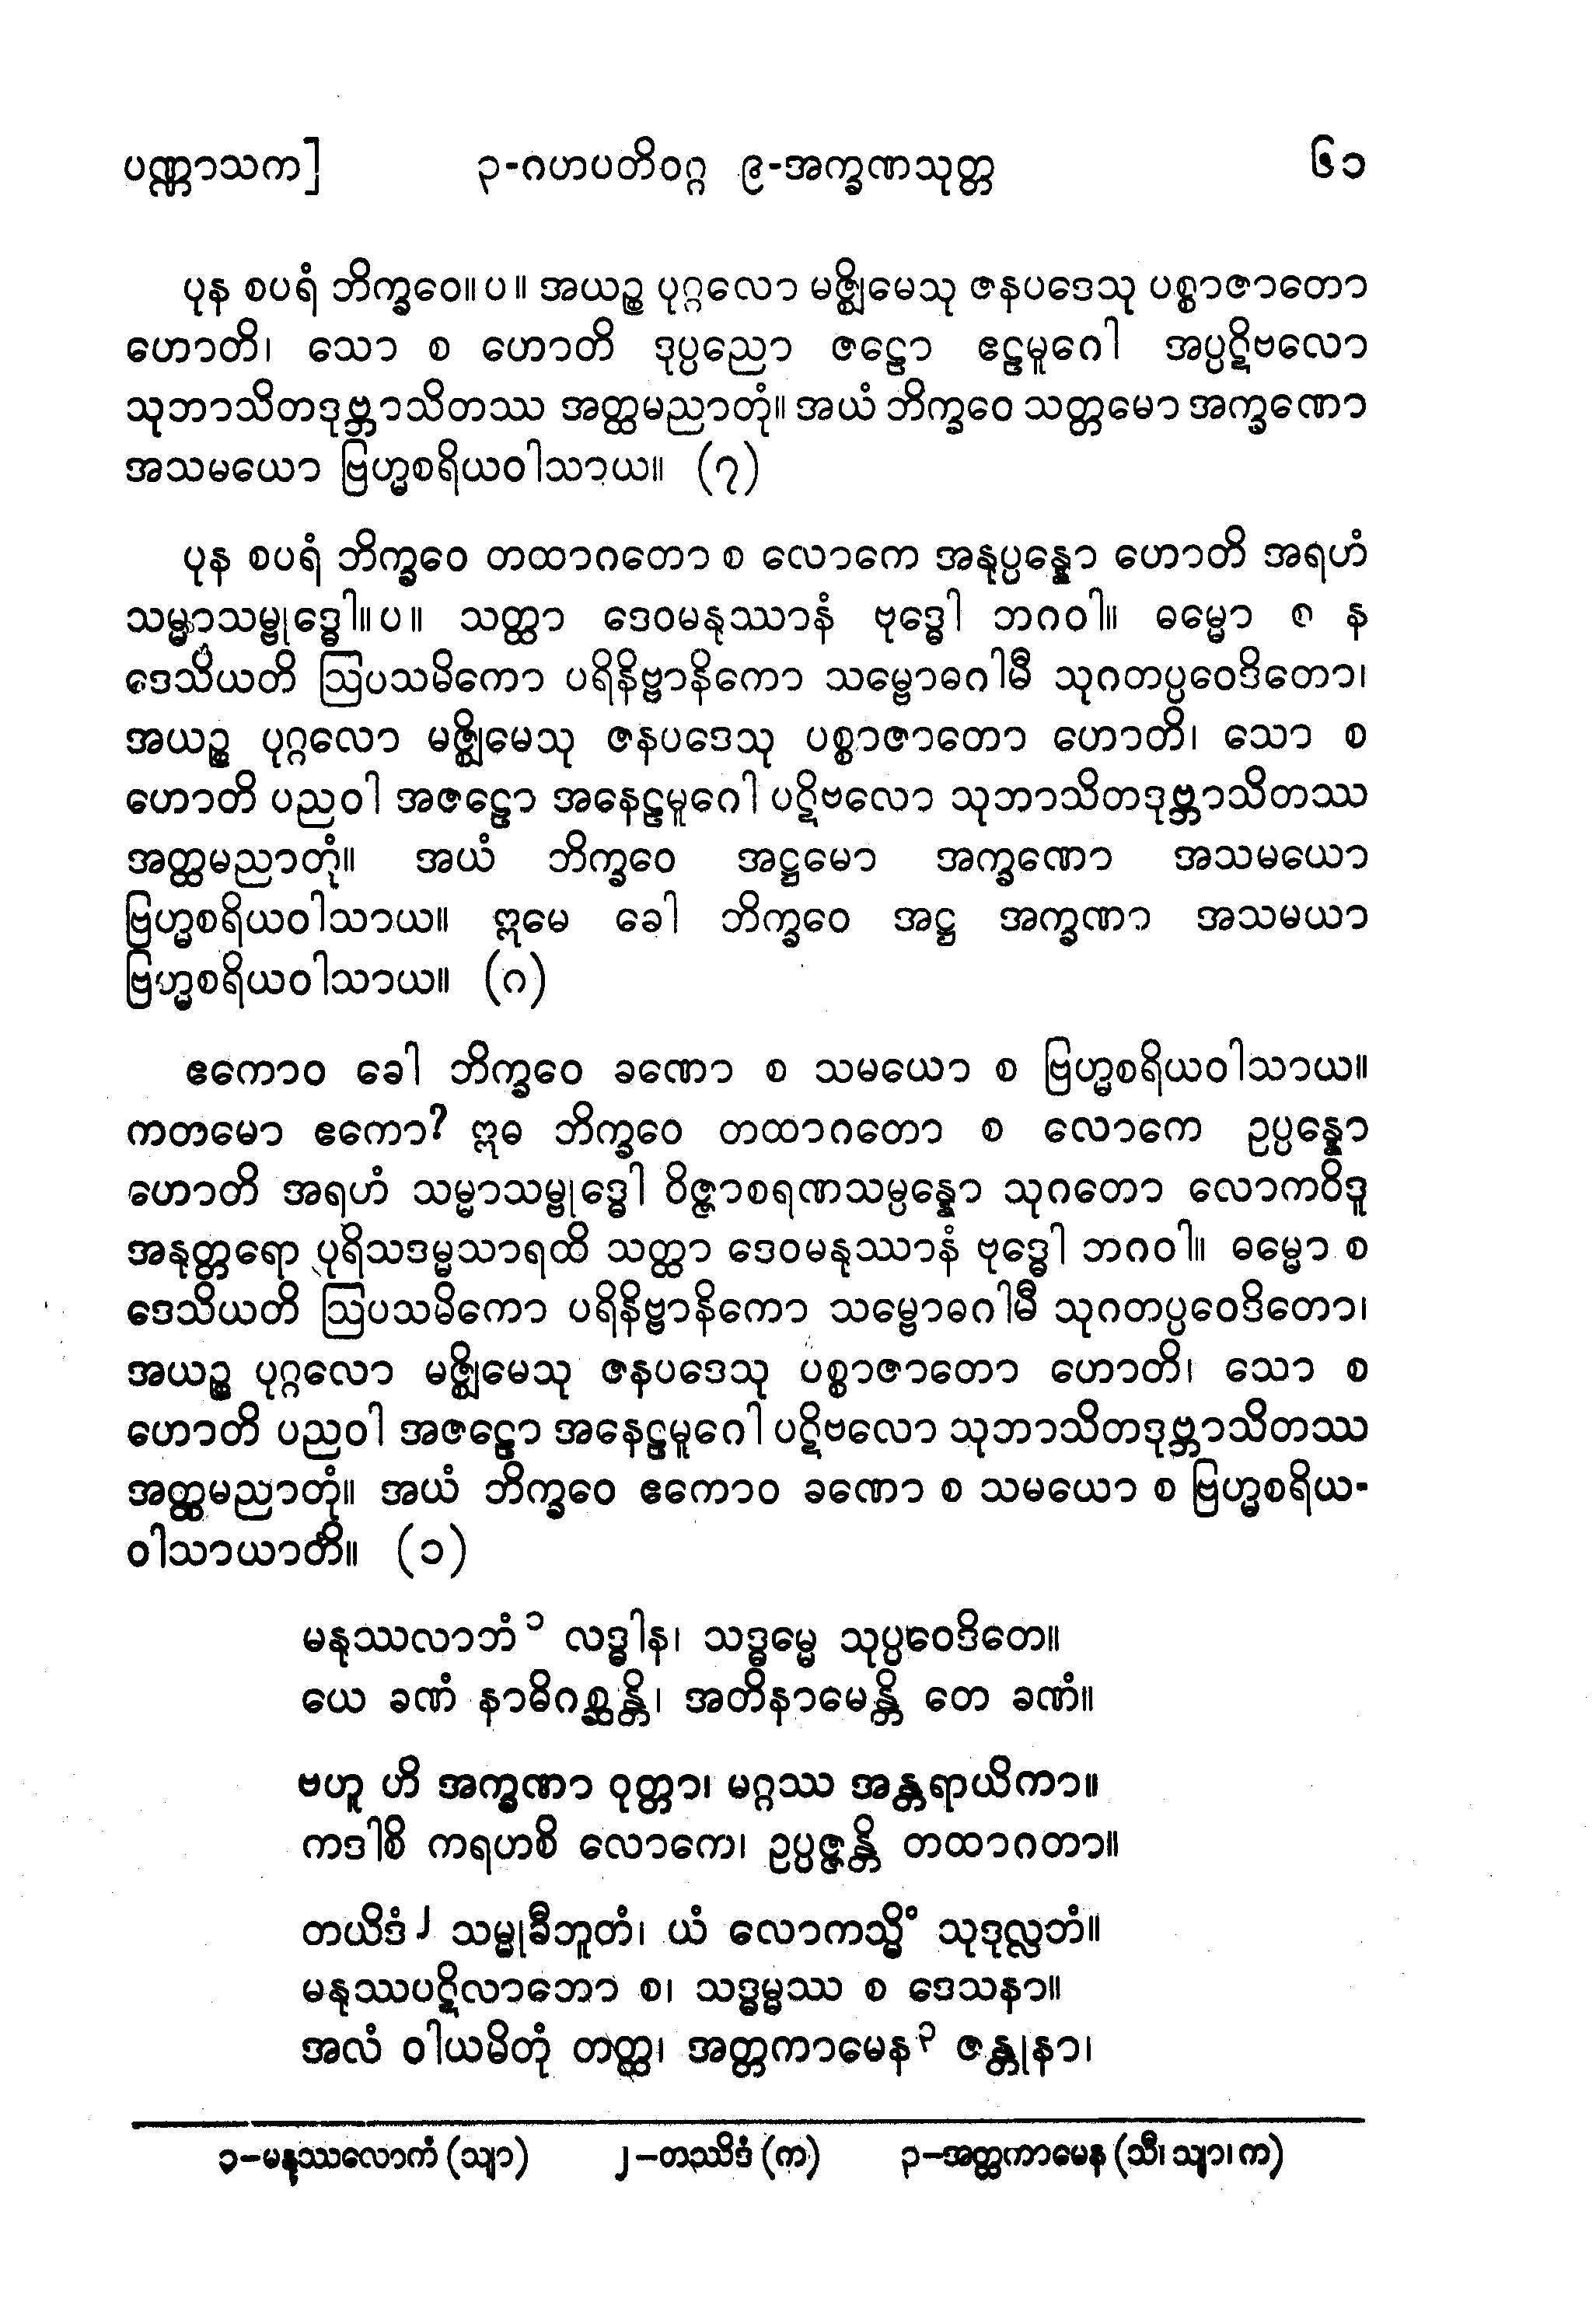 ပဏ္ဏာသက] ၃-ဂဟပတိဝဂ္ဂ ၉-အက္ခဏသုတ္တ ၆၁
ပုန စပရံ ဘိက္ခဝေ။ပ။ အယဉ္စ ပုဂ္ဂလော မဇ္ဈိမေသု ဇနပဒေသု ပစ္စာဇာတော
ဟောတိ၊ သော စ ဟောတိ ဒုပ္ပညော ဇဠော ဧဠမူဂေါ အပ္ပဋိဗလော
သုဘာသိတဒုဗ္ဘာသိတဿ အတ္ထမညာတုံ။ အယံ ဘိက္ခဝေ သတ္တမော အက္ခဏော
အသမယော ဗြဟ္မစရိယဝါသာယ။ (၇)
ပုန စပရံ ဘိက္ခဝေ တထာဂတော စ လောကေ အနုပ္ပန္နော ဟောတိ အရဟံ
သမ္မာသမ္ဗုဒ္ဓေါ။ပ။ သတ္ထာ ဒေဝမနုဿာနံ ဗုဒ္ဓေါ ဘဂဝါ။ ဓမ္မော စ န
ဒေသိယတိ ဩပသမိကော ပရိနိဗ္ဗာနိကော သမ္ဗောဓဂါမီ သုဂတပ္ပဝေဒိတော၊
အယဉ္စ ပုဂ္ဂလော မဇ္ဈိမေသု ဇနပဒေသု ပစ္စာဇာတော ဟောတိ၊ သော စ
ဟောတိ ပညဝါ အဇဠော အနေဠမူဂေါ ပဋိဗလော သုဘာသိတဒုဗ္ဘာသိတဿ
အတ္ထမညာတုံ။ အယံ ဘိက္ခဝေ အဋ္ဌမော အက္ခဏော အသမယော
ဗြဟ္မစရိယဝါသာယ။ ဣမေ ခေါ ဘိက္ခဝေ အဋ္ဌ အက္ခဏာ အသမယာ
ဗြဟ္မစရိယဝါသာယ။ (၈)
ဧကောဝ ခေါ ဘိက္ခဝေ ခဏော စ သမယော စ ဗြဟ္မစရိယဝါသာယ။
ကတမော ဧကော? ဣဓ ဘိက္ခဝေ တထာဂတော စ လောကေ ဥပ္ပန္နော
ဟောတိ အရဟံ သမ္မာသမ္ဗုဒ္ဓေါ ဝိဇ္ဇာစရဏသမ္ပန္နော သုဂတော လောကဝိဒူ
အနုတ္တရော ပုရိသဒမ္မသာရထိ သတ္ထာ ဒေဝမနုဿာနံ ဗုဒ္ဓေါ ဘဂဝါ။ ဓမ္မော စ
ဒေသိယတိ ဩပသမိကော ပရိနိဗ္ဗာနိကော သမ္ဗောဓဂါမီ သုဂတပ္ပဝေဒိတော၊
အယဉ္စ ပုဂ္ဂလော မဇ္ဈိမေသု ဇနပဒေသု ပစ္စာဇာတော ဟောတိ၊ သော စ
ဟောတိ ပညဝါ အဇဠော အနေဠမူဂေါ ပဋိဗလော သုဘာသိတဒုဗ္ဘာသိတဿ
အတ္ထမညာတုံ။ အယံ ဘိက္ခဝေ ဧကောဝ ခဏော စ သမယော စ ဗြဟ္မစရိယ-
ဝါသာယာတိ။ (၁)
မနုဿလာဘံ၁ လဒ္ဓါန၊ သဒ္ဓမ္မေ သုပ္ပဝေဒိတေ။
ယေ ခဏံ နာဓိဂစ္ဆန္တိ၊ အတိနာမေန္တိ တေ ခဏံ။
ဗဟူ ဟိ အက္ခဏာ ဝုတ္တာ၊ မဂ္ဂဿ အန္တရာယိကာ။
ကဒါစိ ကရဟစိ လောကေ၊ ဥပ္ပဇ္ဇန္တိ တထာဂတာ။
တယိဒံ၂ သမ္မုခီဘူတံ၊ ယံ လောကသ္မိံ သုဒုလ္လဘံ။
မနုဿပဋိလာဘော စ၊ သဒ္ဓမ္မဿ စ ဒေသနာ။
အလံ ဝါယမိတုံ တတ္ထ၊ အတ္တကာမေန၃ ဇန္တုနာ၊
၁-မနုဿလောကံ (သျာ) ၂-တဿိဒံ (က) ၃-အတ္ထကာမေန (သီ၊ သျာ၊ က)